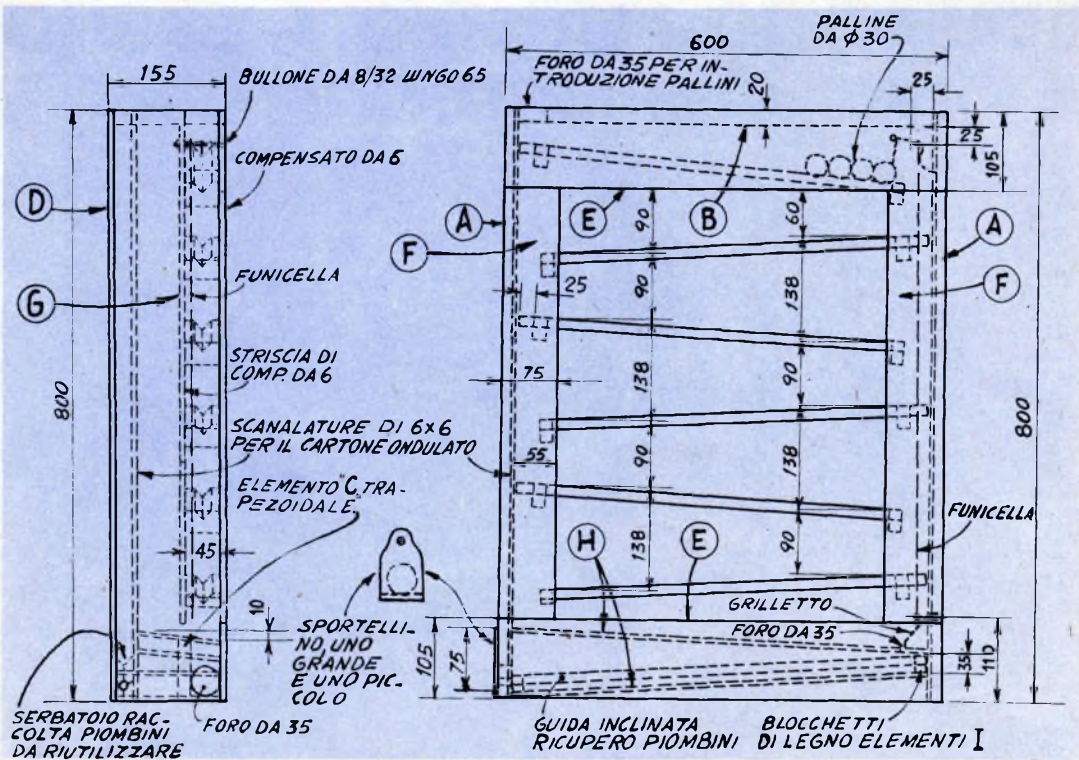 155
BULLONE DA 8/32 LUNGO 65
COMPENSATO DA 6
D
G
FUNICELLA
800
STRISCIA DI
COMP. DA 6
SCANALATURE DI 6x6
PER IL CARTONE ONDULATO
ELEMENTO C TRA-
PEZOIDALE
45
10
SPORTELLI-
NO, UNO
GRANDE
E UNO PIC-
COLO
SERBATOIO RAC-
COLTA PIOMBINI
DA RIUTILIZZARE
FORO DA 35
PALLINE
DA φ 30
600
FORO DA 35 PER IN-
TRODUZIONE PALLINI
20
25
25
105
A
E
B
A
F
F
90
60
25
90
138
75
138
90
55
90
138
800
FUNICELLA
138
90
H
E
GRILLETTO
FORO DA 35
105
75
35
110
GUIDA INCLINATA
RICUPERO PIOMBINI
BLOCCHETTI
DI LEGNO ELEMENTI I